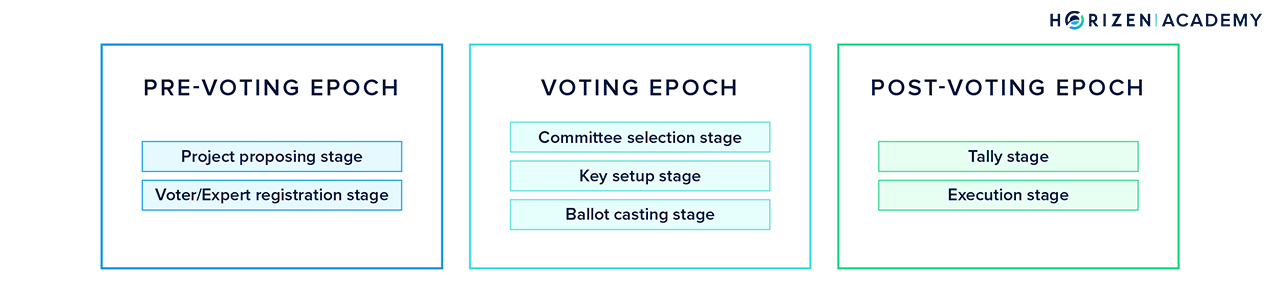 HORIZEN|ACADEMY
PRE-VOTING EPOCH
Project proposing stage
Voter/Expert registration stage
VOTING EPOCH
Committee selection stage
Key setup stage
Ballot casting stage
POST-VOTING EPOCH
Tally stage
Execution stage